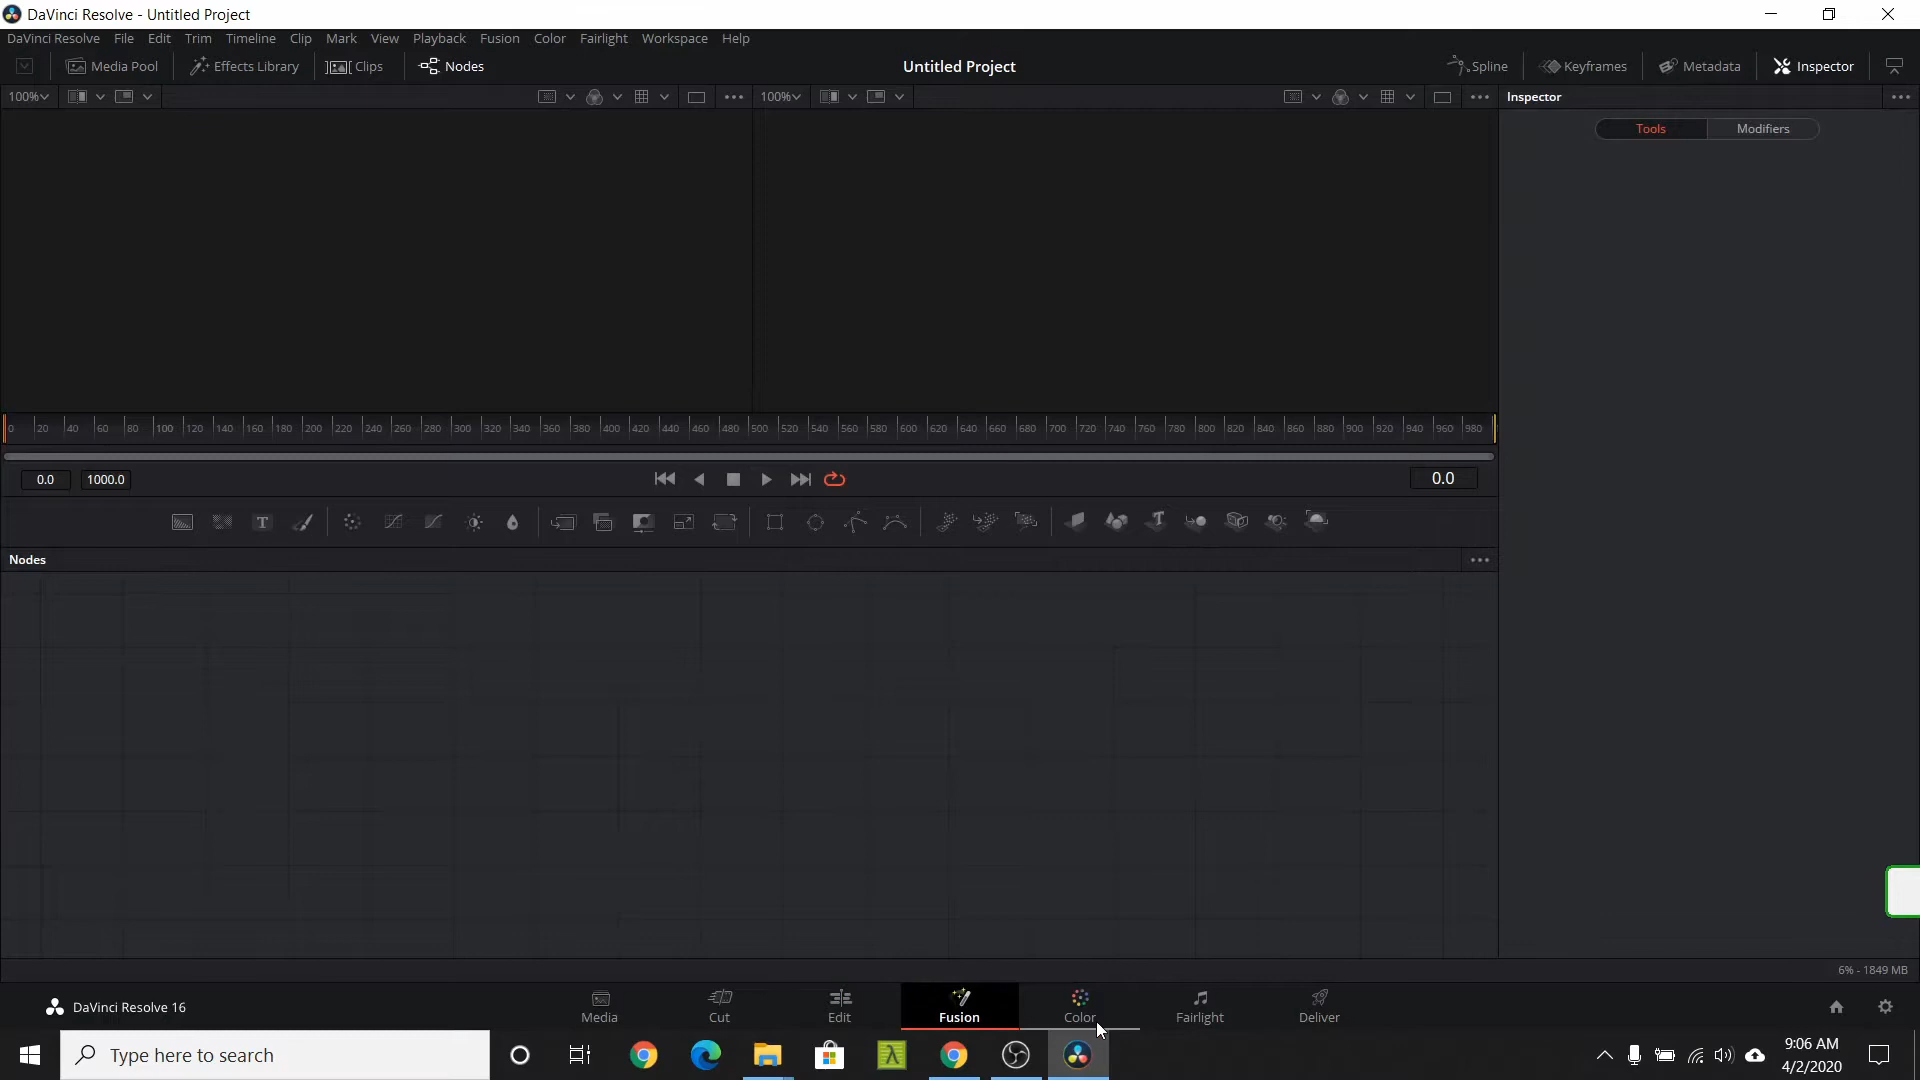 DaVinci Resolve - Untitled Project
DaVinci Resolve File Edit Trim Timeline Clip Mark View Playback Fusion Color Fairlight Workspace Help
Media Pool Effects Library Clips Nodes Untitled Project Spline Keyframes Metadata Inspector
100% 100% Inspector
Tools Modifiers
0 20 40 60 80 100 120 140 160 180 200 220 240 260 280 300 320 340 360 380 400 420 440 460 480 500 520 540 560 580 600 620 640 660 680 700 720 740 760 780 800 820 840 860 880 900 920 940 960 980
0.0 1000.0 0.0
T
Nodes
6% - 1849 MB
DaVinci Resolve 16 Media Cut Edit Fusion Color Fairlight Deliver
Type here to search
9:06 AM
4/2/2020